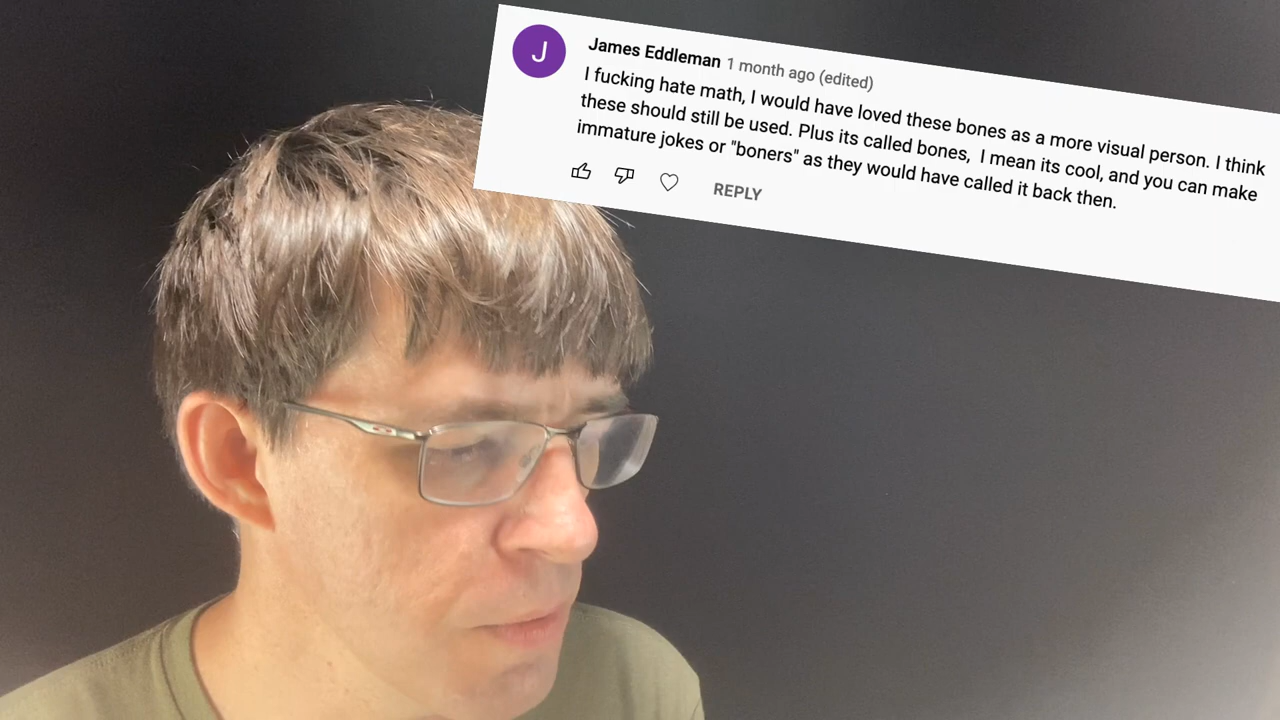 J
James Eddleman 1 month ago (edited)
I fucking hate math, I would have loved these bones as a more visual person. I think
these should still be used. Plus its called bones,  I mean its cool, and you can make
immature jokes or "boners" as they would have called it back then.
REPLY